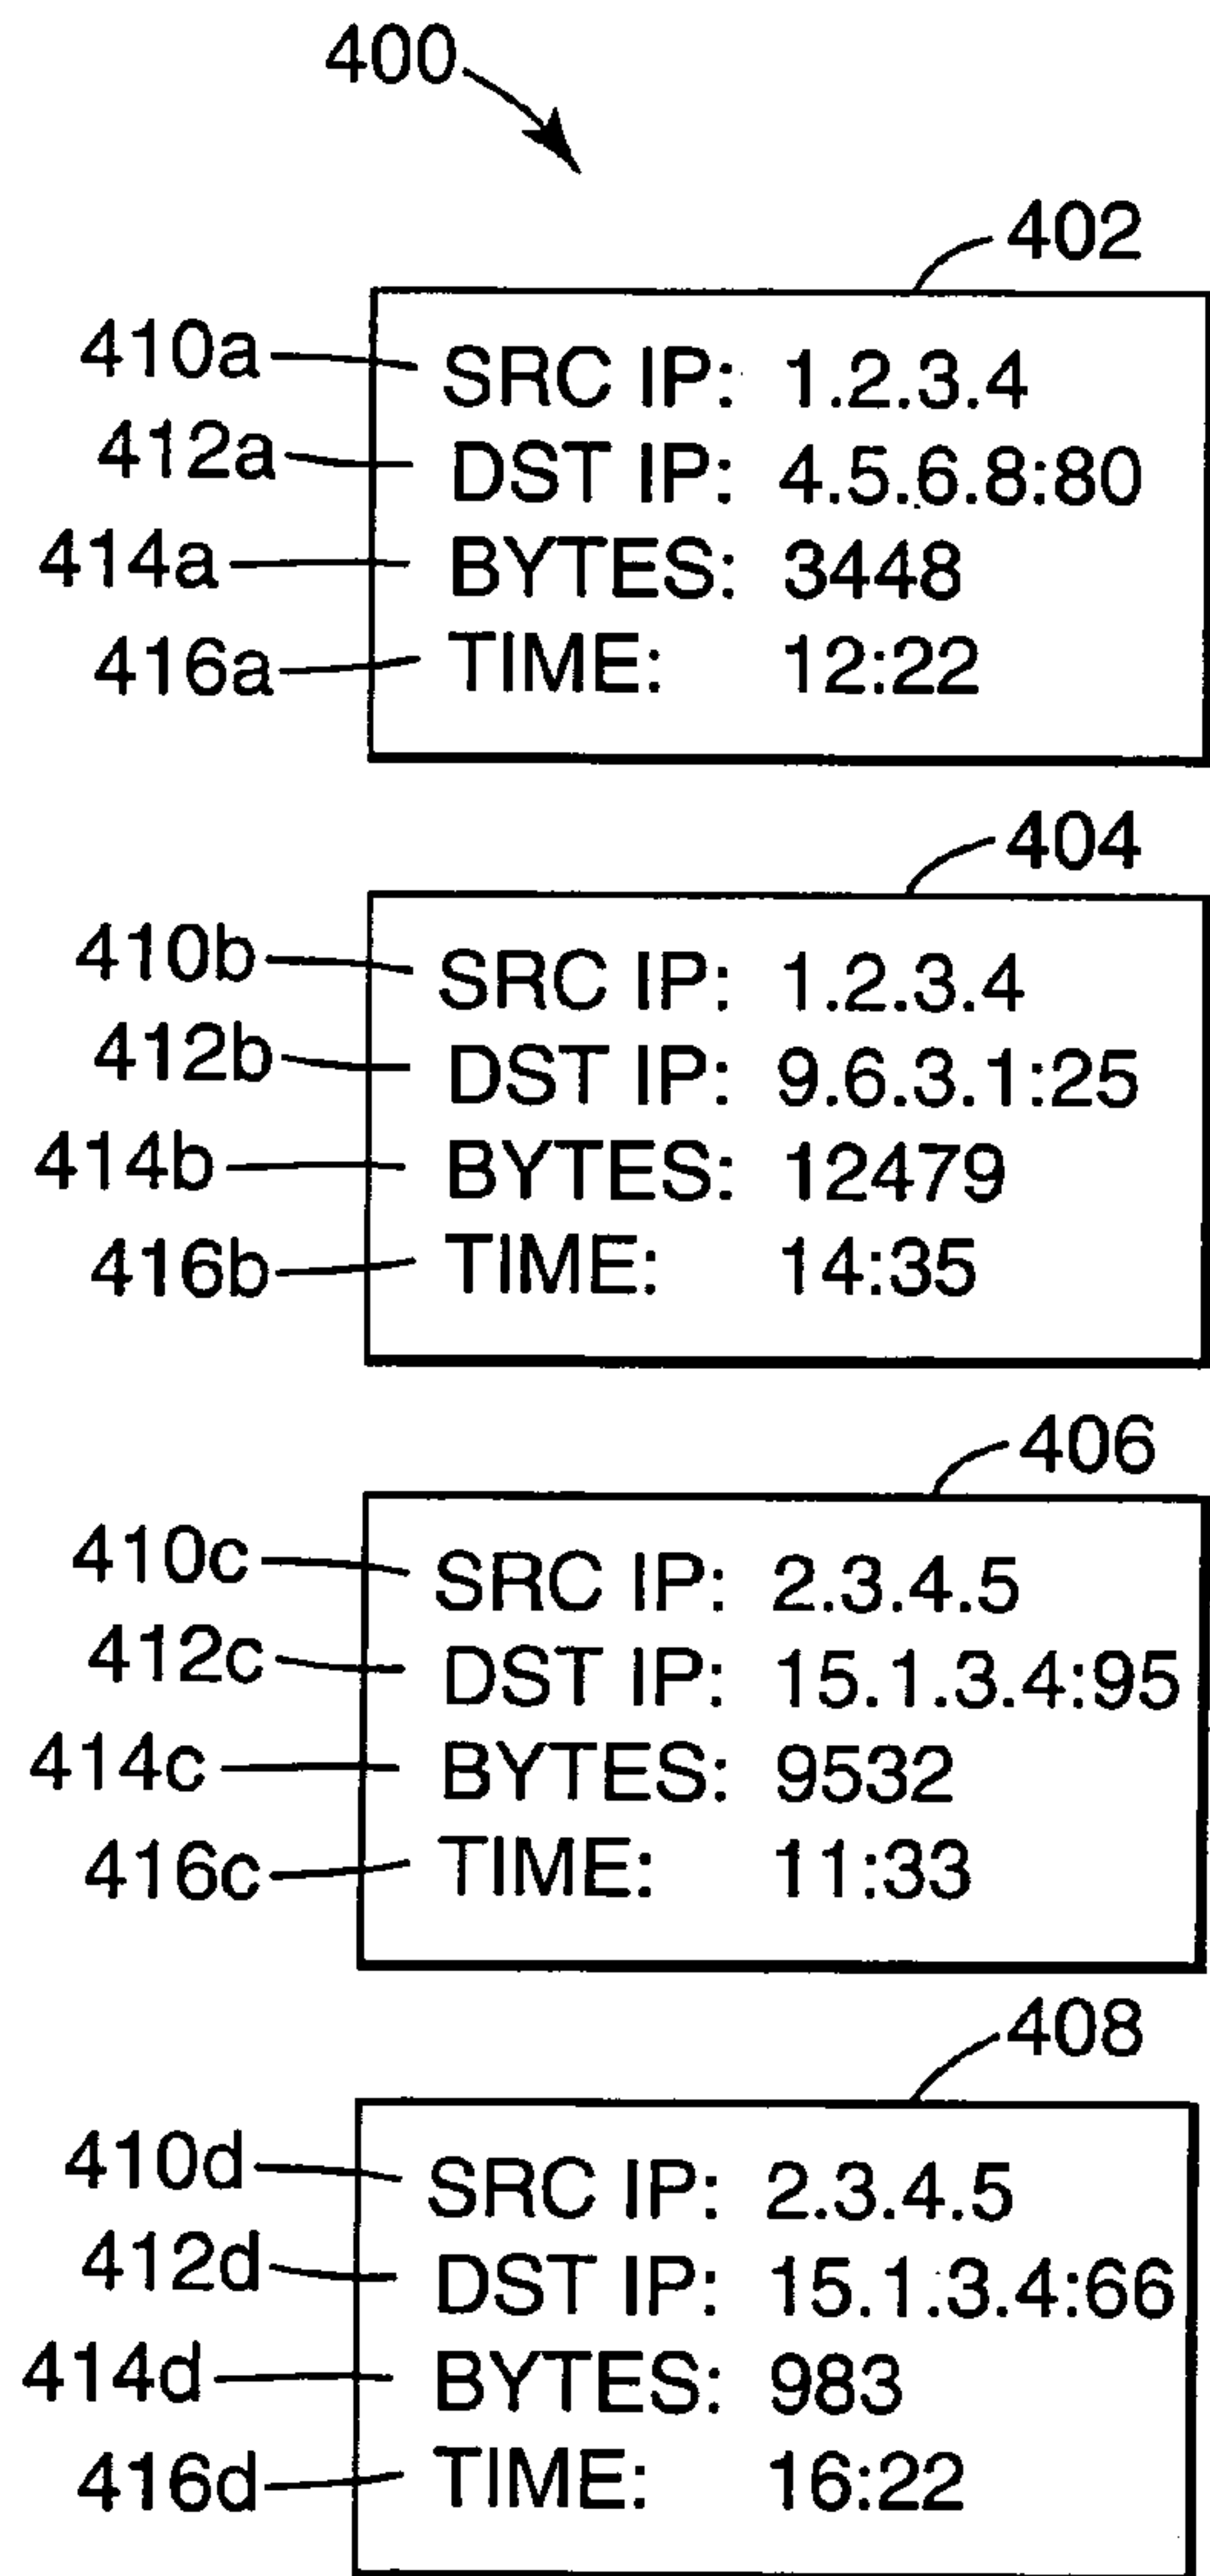 400
402
410a SRC IP: 1.2.3.4
412a DST IP: 4.5.6.8:80
414a BYTES: 3448
416a TIME: 12:22
404
410b SRC IP: 1.2.3.4
412b DST IP: 9.6.3.1:25
414b BYTES: 12479
416b TIME: 14:35
406
410c SRC IP: 2.3.4.5
412c DST IP: 15.1.3.4:95
414c BYTES: 9532
416c TIME: 11:33
408
410d SRC IP: 2.3.4.5
412d DST IP: 15.1.3.4:66
414d BYTES: 983
416d TIME: 16:22